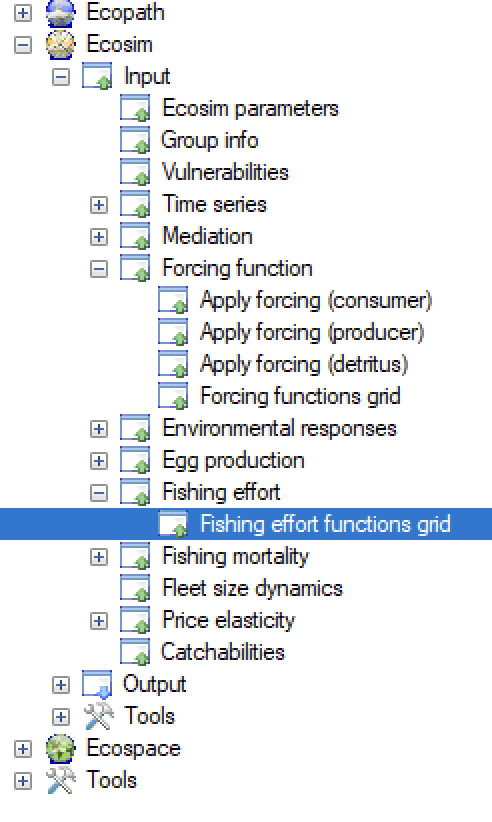 Ecopath
Ecosim
Input
Ecosim parameters
Group info
Vulnerabilities
Time series
Mediation
Forcing function
Apply forcing (consumer)
Apply forcing (producer)
Apply forcing (detritus)
Forcing functions grid
Environmental responses
Egg production
Fishing effort
Fishing effort functions grid
Fishing mortality
Fleet size dynamics
Price elasticity
Catchabilities
Output
Tools
Ecospace
Tools